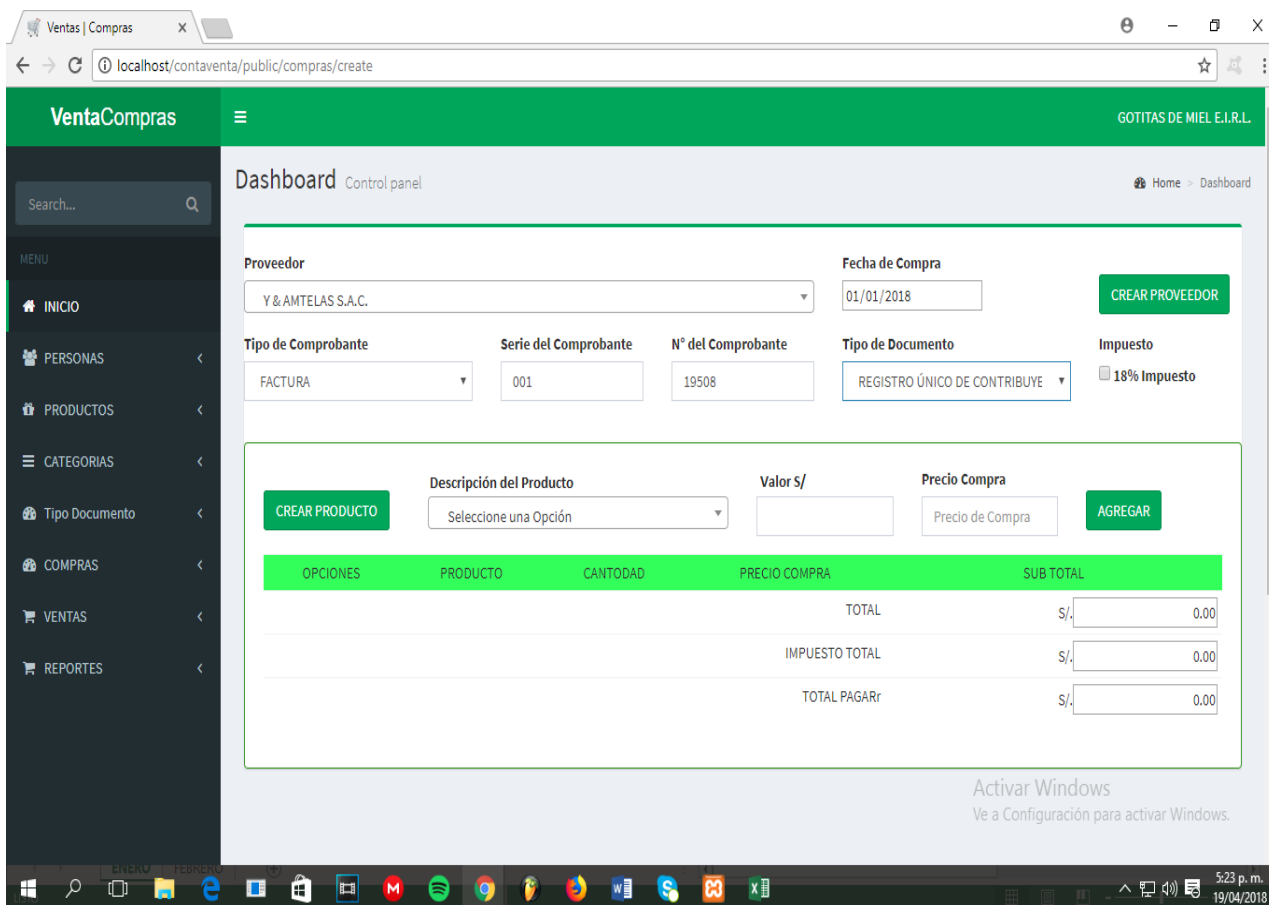 Ventas | Compras
localhost/contaventa/public/compras/create
VentaCompras
GOTITAS DE MIEL E.I.R.L.
Dashboard Control panel
Home > Dashboard
Search...
MENU
INICIO
PERSONAS
PRODUCTOS
CATEGORIAS
Tipo Documento
COMPRAS
VENTAS
REPORTES
Proveedor
Fecha de Compra
Y & AMTELAS S.A.C.
01/01/2018
CREAR PROVEEDOR
Tipo de Comprobante
Serie del Comprobante
N° del Comprobante
Tipo de Documento
Impuesto
FACTURA
001
19508
REGISTRO ÚNICO DE CONTRIBUYE
18% Impuesto
CREAR PRODUCTO
Descripción del Producto
Seleccione una Opción
Valor S/
Precio Compra
Precio de Compra
AGREGAR
OPCIONES PRODUCTO CANTODAD PRECIO COMPRA SUB TOTAL
TOTAL S/. 0.00
IMPUESTO TOTAL S/. 0.00
TOTAL PAGARr S/. 0.00
Activar Windows
Ve a Configuración para activar Windows.
ENERO FEBRERO
5:23 p. m.
19/04/2018